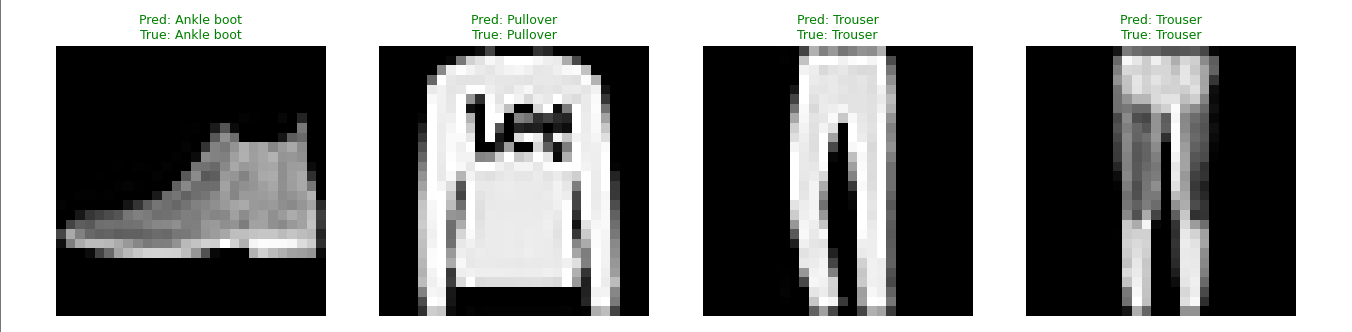 Pred: Ankle boot
True: Ankle boot
Pred: Pullover
True: Pullover
Pred: Trouser
True: Trouser
Pred: Trouser
True: Trouser